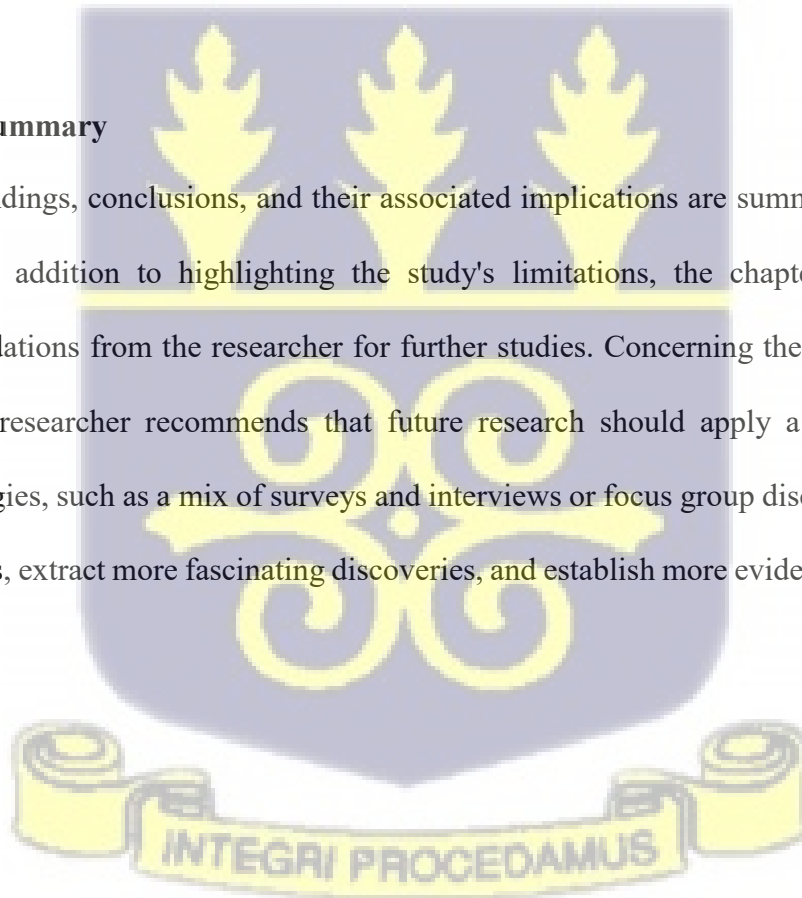 ummary
dings, conclusions, and their associated implications are summ
addition to highlighting the study's limitations, the chapte
lations from the researcher for further studies. Concerning the
researcher recommends that future research should apply a
gies, such as a mix of surveys and interviews or focus group disc
s, extract more fascinating discoveries, and establish more evide
INTEGRI PROCEDAMUS